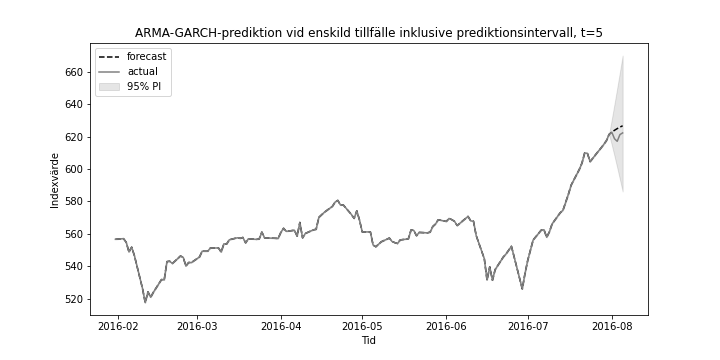 ARMA-GARCH-prediktion vid enskild tillfälle inklusive prediktionsintervall, t=5
forecast
actual
95% PI
660
640
620
600
580
560
540
520
Indexvärde
2016-02 2016-03 2016-04 2016-05 2016-06 2016-07 2016-08
Tid